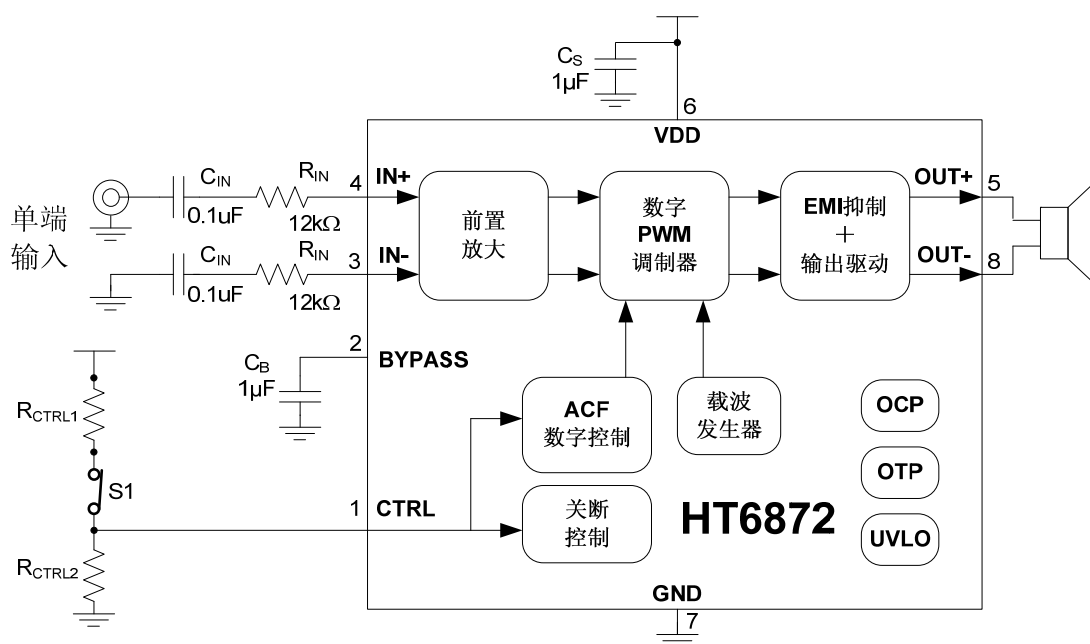 C_S
1μF
6
VDD
C_IN
R_IN
4
IN+
0.1uF
12kΩ
单端
输入
C_IN
R_IN
3
IN-
0.1uF
12kΩ
前置
放大
数字
PWM
调制器
EMI抑制
+
输出驱动
OUT+
5
OUT-
8
2
BYPASS
C_B
1μF
R_CTRL1
S1
R_CTRL2
1
CTRL
ACF
数字控制
载波
发生器
关断
控制
OCP
OTP
UVLO
HT6872
GND
7